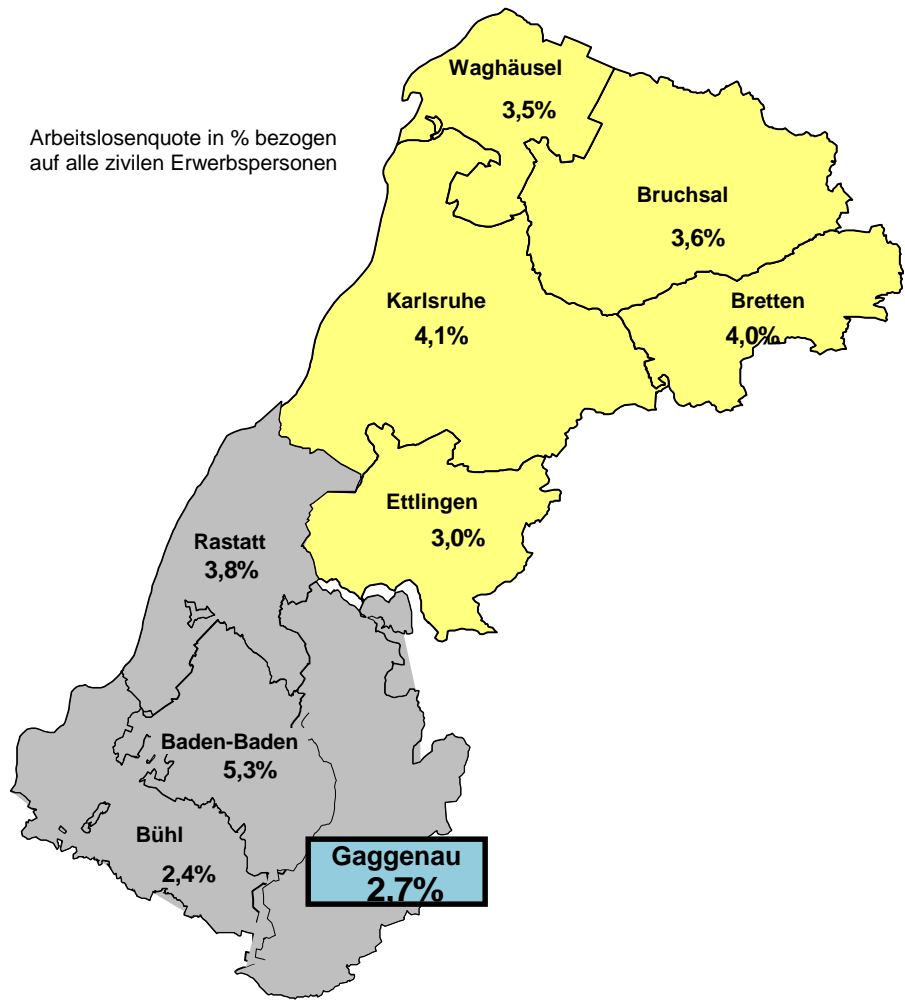 Waghäusel
3,5%
Arbeitslosenquote in % bezogen
auf alle zivilen Erwerbspersonen
Bruchsal
3,6%
Karlsruhe
4,1%
Bretten
4,0%
Ettlingen
3,0%
Rastatt
3,8%
Baden-Baden
5,3%
Bühl
2,4%
Gaggenau
2,7%